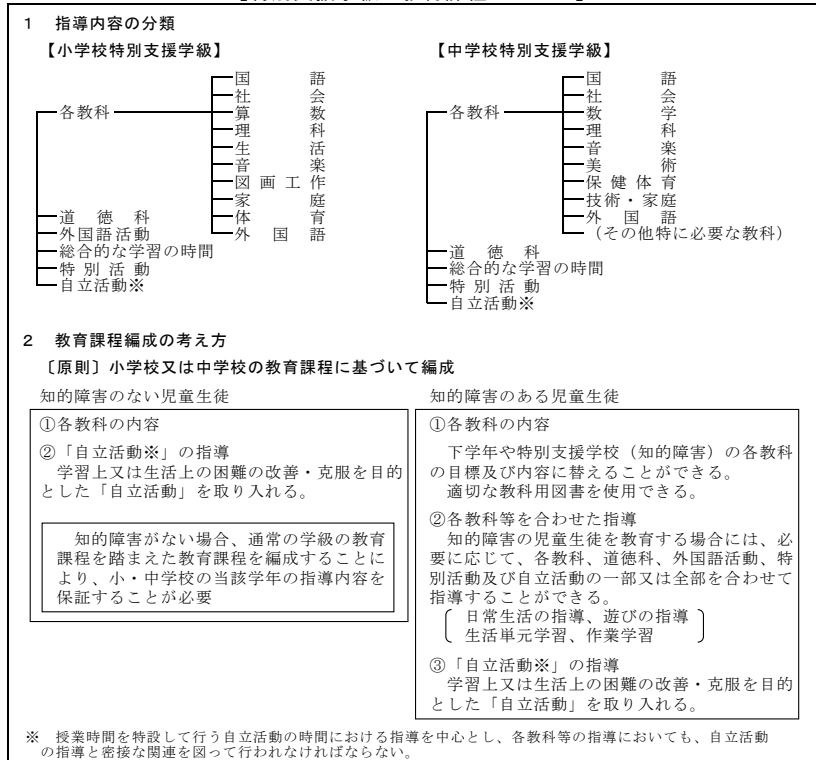 １　指導内容の分類
【小学校特別支援学級】
各教科
国語
社会
算数
理科
生活
音楽
図画工作
家庭
体育
外国語
道徳科
外国語活動
総合的な学習の時間
特別活動
自立活動※
【中学校特別支援学級】
各教科
国語
社会
数学
理科
音楽
美術
保健体育
技術・家庭
外国語
（その他特に必要な教科）
道徳科
総合的な学習の時間
特別活動
自立活動※
２　教育課程編成の考え方
〔原則〕小学校又は中学校の教育課程に基づいて編成
知的障害のない児童生徒
①各教科の内容
②「自立活動※」の指導
学習上又は生活上の困難の改善・克服を目的
とした「自立活動」を取り入れる。
知的障害がない場合、通常の学級の教育
課程を踏まえた教育課程を編成することに
より、小・中学校の当該学年の指導内容を
保証することが必要
知的障害のある児童生徒
①各教科の内容
下学年や特別支援学校（知的障害）の各教科
の目標及び内容に替えることができる。
適切な教科用図書を使用できる。
②各教科等を合わせた指導
知的障害の児童生徒を教育する場合には、必
要に応じて、各教科、道徳科、外国語活動、特
別活動及び自立活動の一部又は全部を合わせて
指導することができる。
日常生活の指導、遊びの指導
生活単元学習、作業学習
③「自立活動※」の指導
学習上又は生活上の困難の改善・克服を目的
とした「自立活動」を取り入れる。
※　授業時間を特設して行う自立活動の時間における指導を中心とし、各教科等の指導においても、自立活動
の指導と密接な関連を図って行われなければならない。